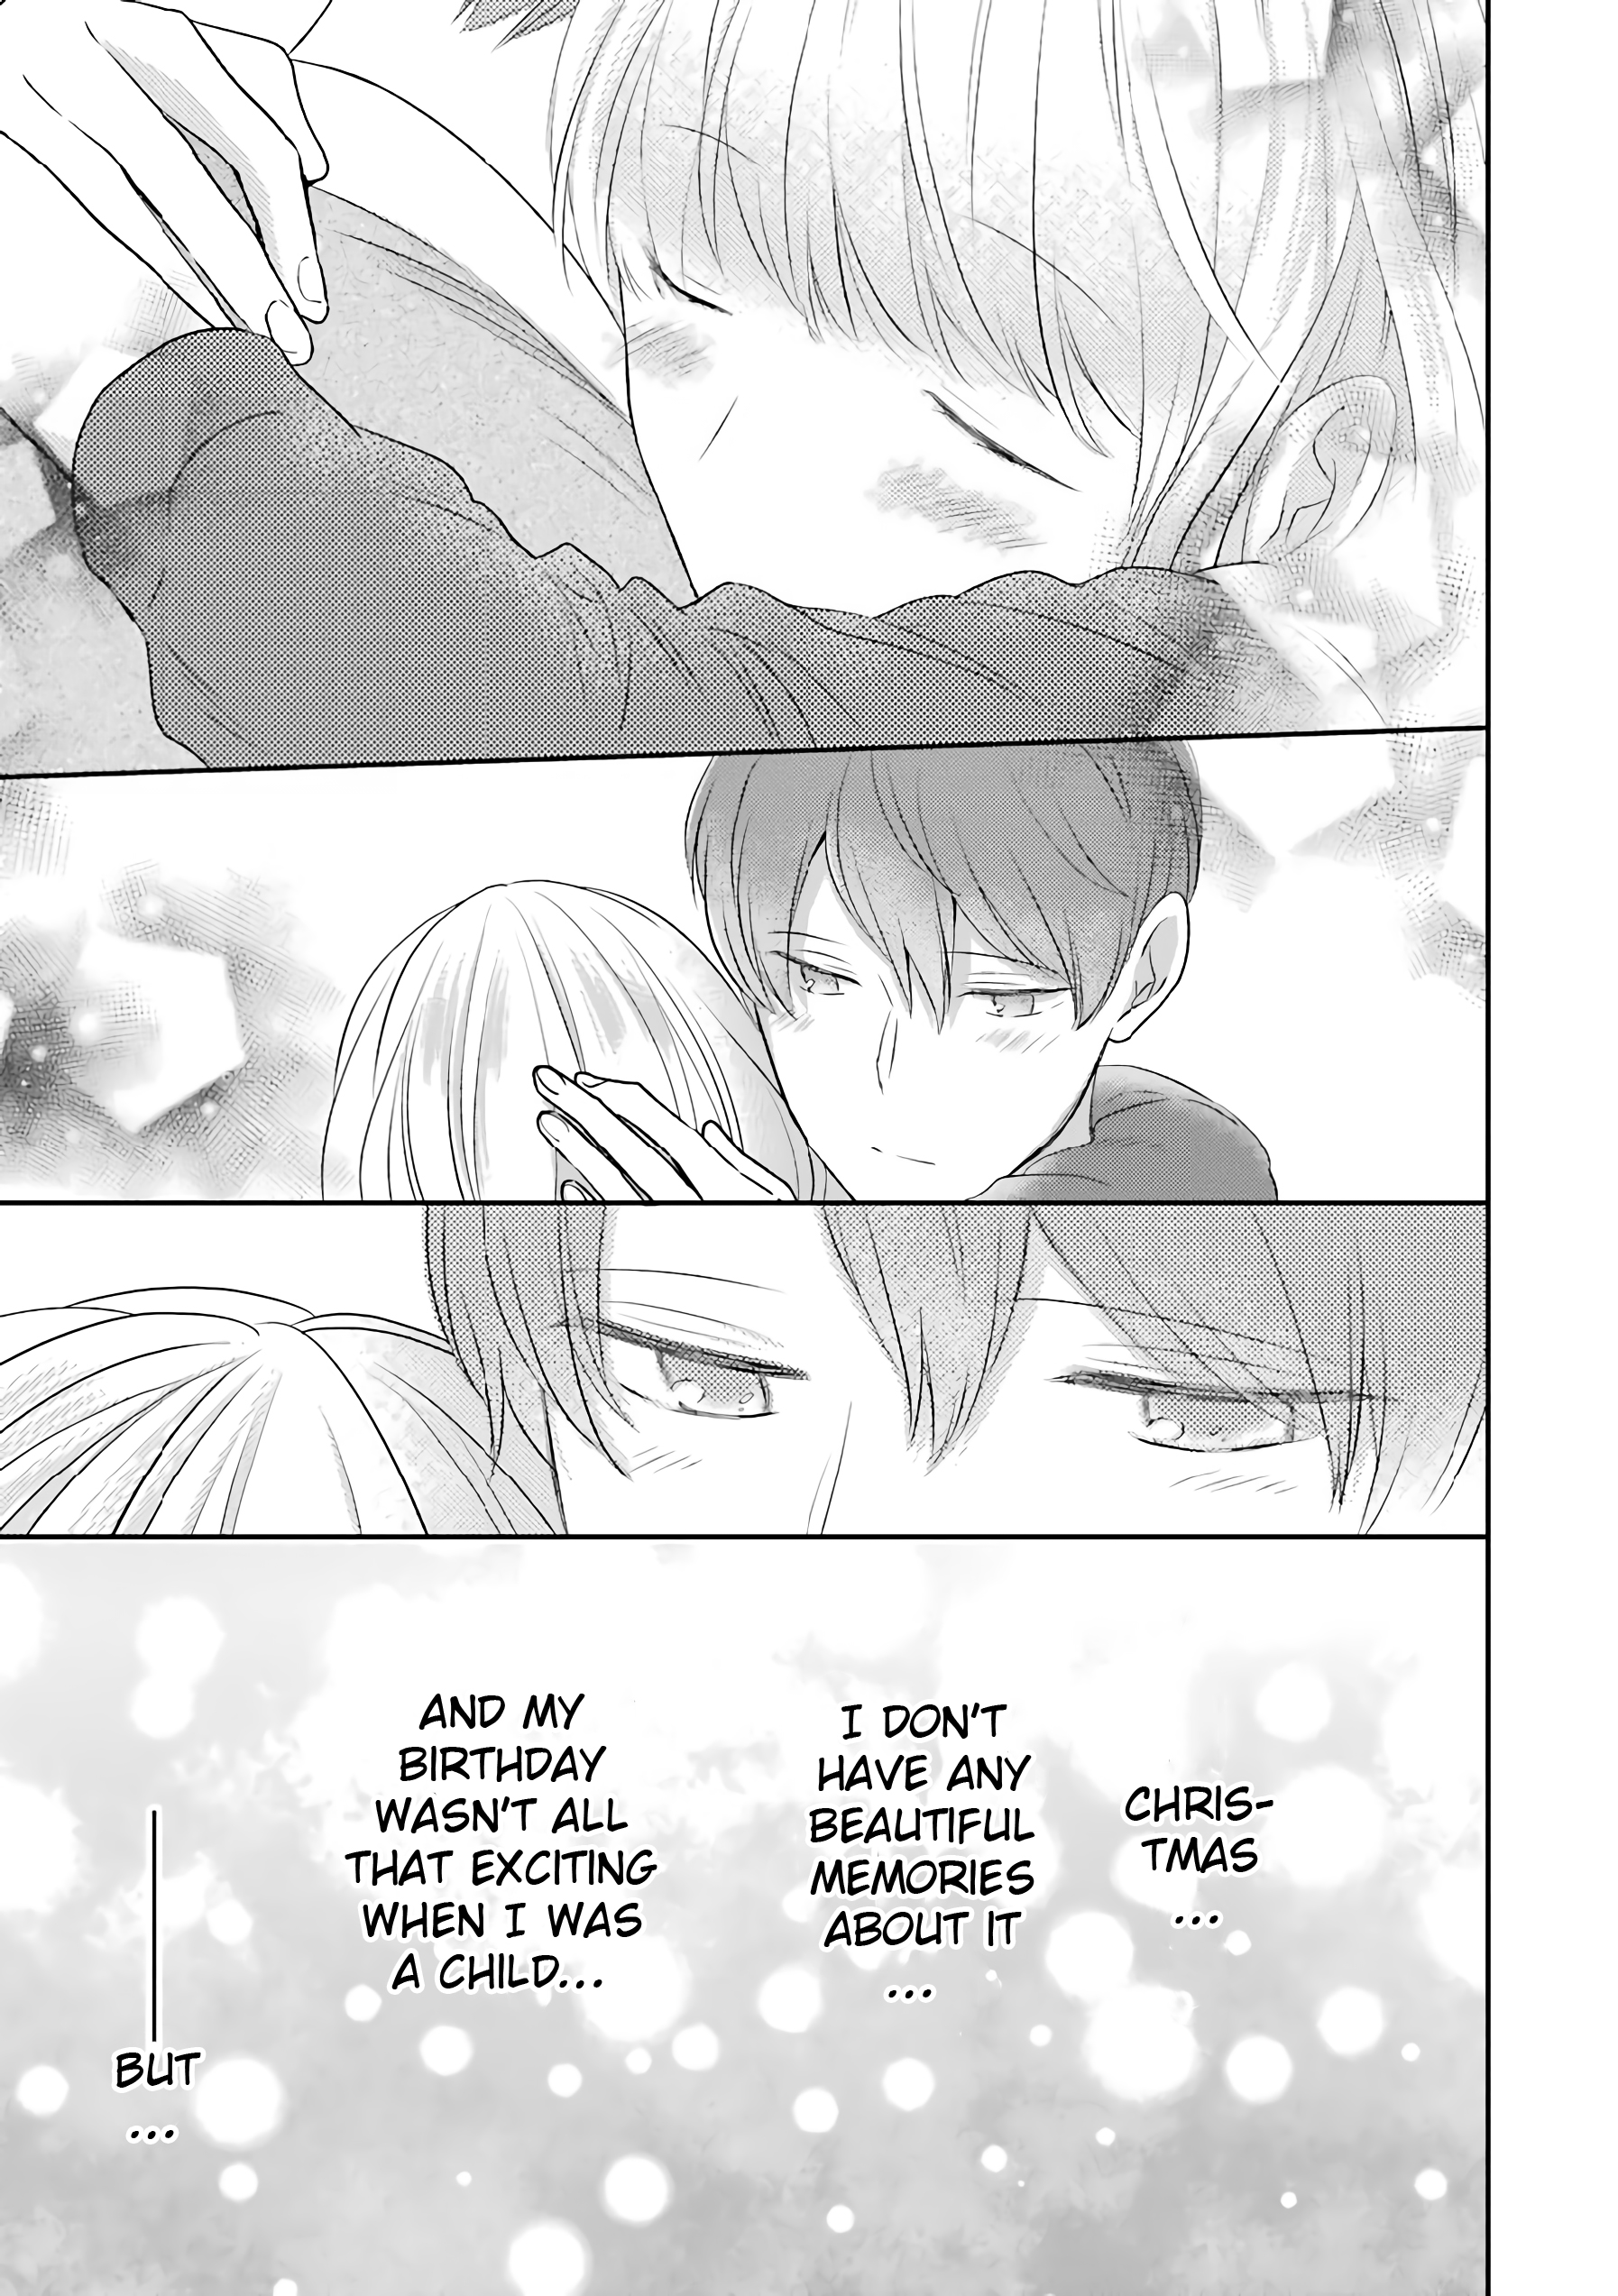 CHRIS-
TMAS
...
I DON'T
HAVE ANY
BEAUTIFUL
MEMORIES
ABOUT IT
...
AND MY
BIRTHDAY
WASN'T ALL
THAT EXCITING
WHEN I WAS
A CHILD...
BUT
...